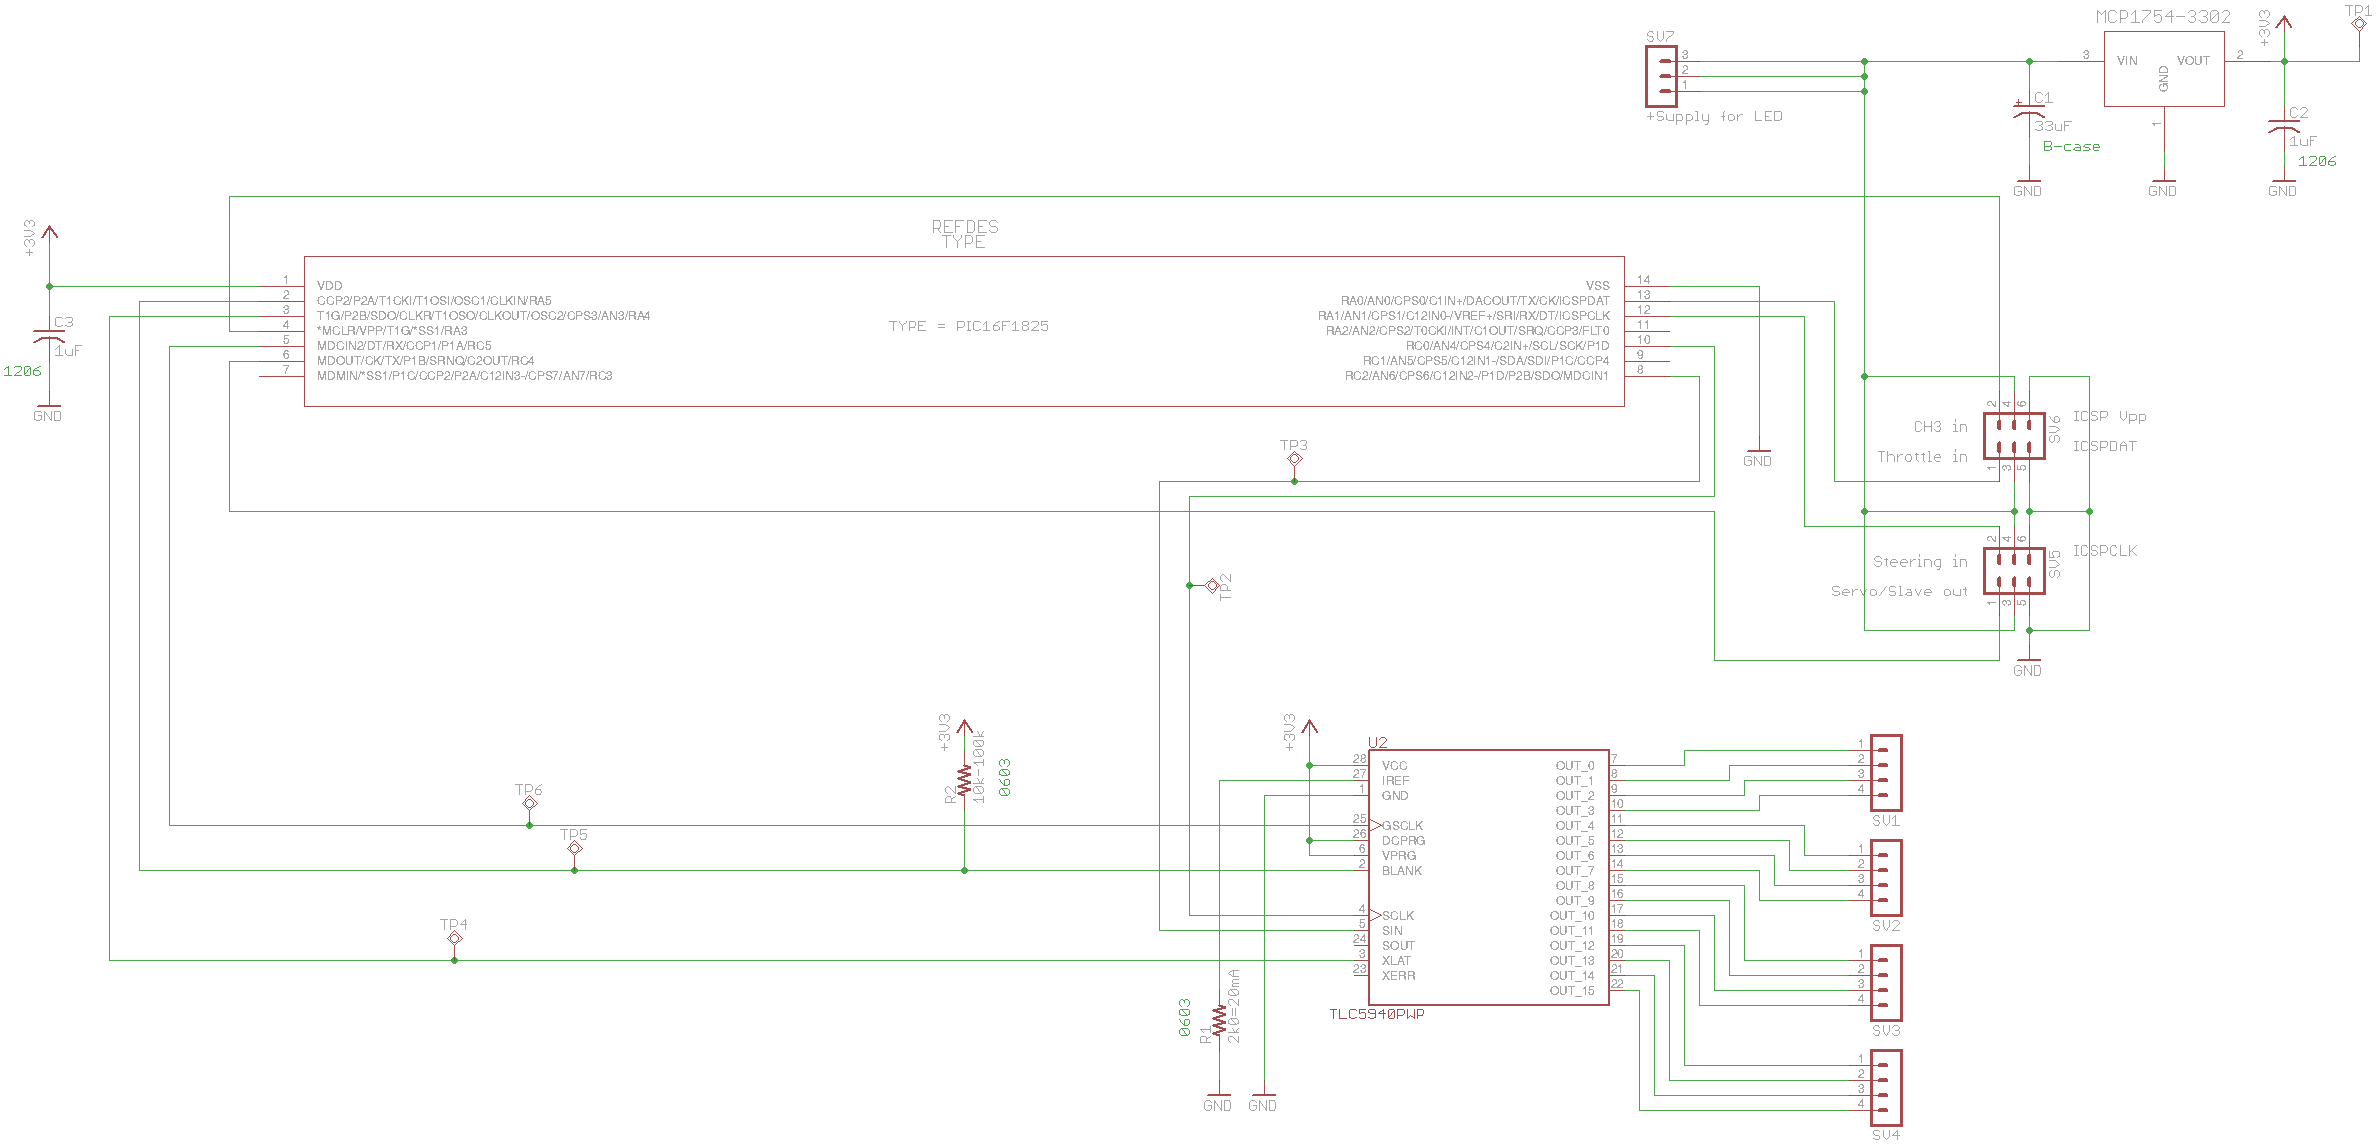 MCP1754-3302
+3V3
TP1
SV7
3
2
1
+Supply for LED
3
VIN
GND
VOUT
2
1
C1
33uF
B-case
C2
1uF
1206
GND
GND
GND
+3V3
REFDES
TYPE
TYPE = PIC16F1825
1 VDD
2 CCP2/P2A/T1CKI/T1OSI/OSC1/CLKIN/RA5
3 T1G/P2B/SDO/CLKR/T1OSO/CLKOUT/OSC2/CPS3/AN3/RA4
4 *MCLR/VPP/T1G/*SS1/RA3
5 MDCIN2/DT/RX/CCP1/P1A/RC5
6 MDOUT/CK/TX/P1B/SRNQ/C2OUT/RC4
7 MDMIN/*SS1/P1C/CCP2/P2A/C12IN3-/CPS7/AN7/RC3
VSS 14
RA0/AN0/CPS0/C1IN+/DACOUT/TX/CK/ICSPDAT 13
RA1/AN1/CPS1/C12IN0-/VREF+/SRI/RX/DT/ICSPCLK 12
RA2/AN2/CPS2/T0CKI/INT/C1OUT/SRQ/CCP3/FLT0 11
RC0/AN4/CPS4/C2IN+/SCL/SCK/P1D 10
RC1/AN5/CPS5/C12IN1-/SDA/SDI/P1C/CCP4 9
RC2/AN6/CPS6/C12IN2-/P1D/P2B/SDO/MDCIN1 8
C3
1uF
1206
GND
GND
TP3
TP2
2 4 6
CH3 in
Throttle in
SV6
ICSP Vpp
ICSPDAT
1 3 5
2 4 6
Steering in
Servo/Slave out
SV5
ICSPCLK
1 3 5
GND
+3V3
R2
10k-100k
0603
+3V3
TP6
TP5
TP4
U2
28 VCC
27 IREF
1 GND
25 GSCLK
26 DCPRG
6 VPRG
2 BLANK
4 SCLK
5 SIN
24 SOUT
3 XLAT
23 XERR
OUT_0 7
OUT_1 8
OUT_2 9
OUT_3 10
OUT_4 11
OUT_5 12
OUT_6 13
OUT_7 14
OUT_8 15
OUT_9 16
OUT_10 17
OUT_11 18
OUT_12 19
OUT_13 20
OUT_14 21
OUT_15 22
TLC5940PWP
0603
R1
2k0=20mA
GND
GND
1
2
3
4
SV1
1
2
3
4
SV2
1
2
3
4
SV3
1
2
3
4
SV4